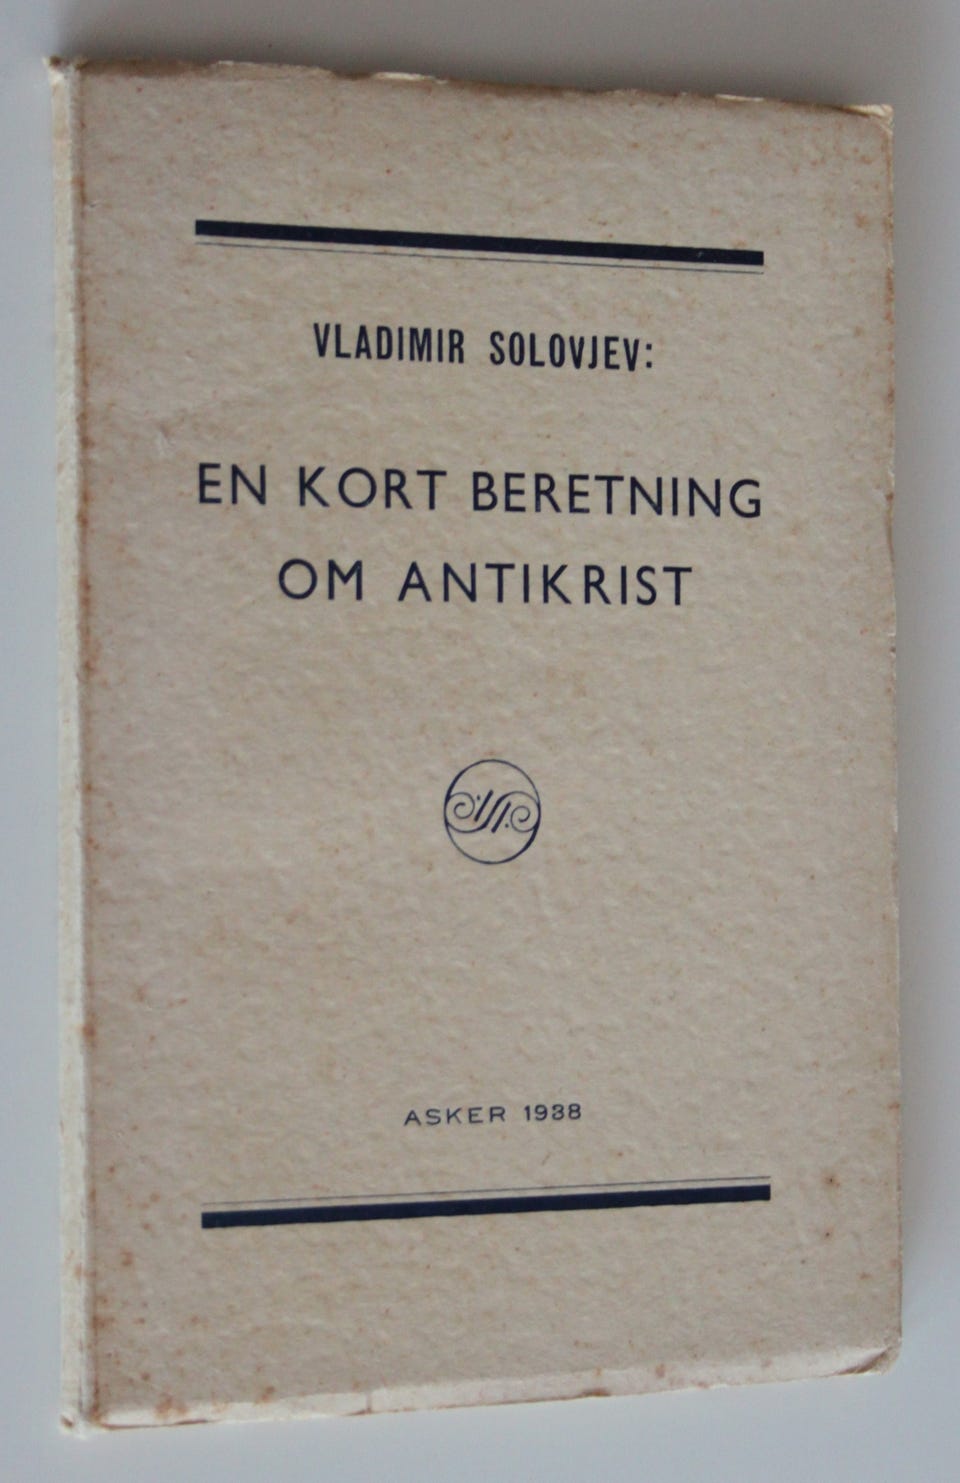 VLADIMIR SOLOVJEV:
EN KORT BERETNING
OM ANTIKRIST
ASKER 1938